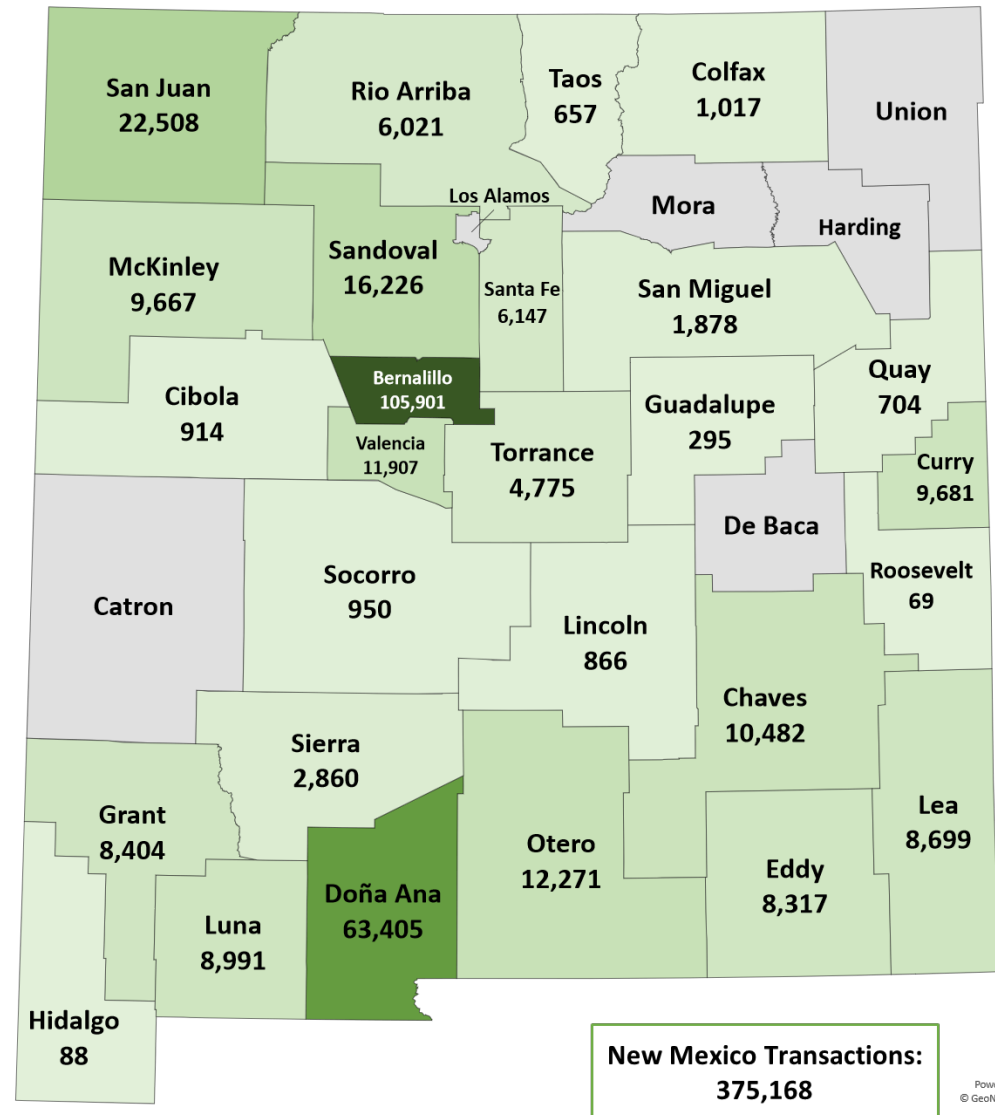 San Juan
22,508
Rio Arriba
6,021
Taos
657
Colfax
1,017
Union
Los Alamos
Mora
Harding
McKinley
9,667
Sandoval
16,226
Santa Fe
6,147
San Miguel
1,878
Bernalillo
105,901
Quay
704
Cibola
914
Guadalupe
295
Valencia
11,907
Torrance
4,775
Curry
9,681
De Baca
Catron
Socorro
950
Roosevelt
69
Lincoln
866
Chaves
10,482
Sierra
2,860
Grant
8,404
Lea
8,699
Otero
12,271
Eddy
8,317
Doña Ana
63,405
Luna
8,991
Hidalgo
88
New Mexico Transactions:
375,168